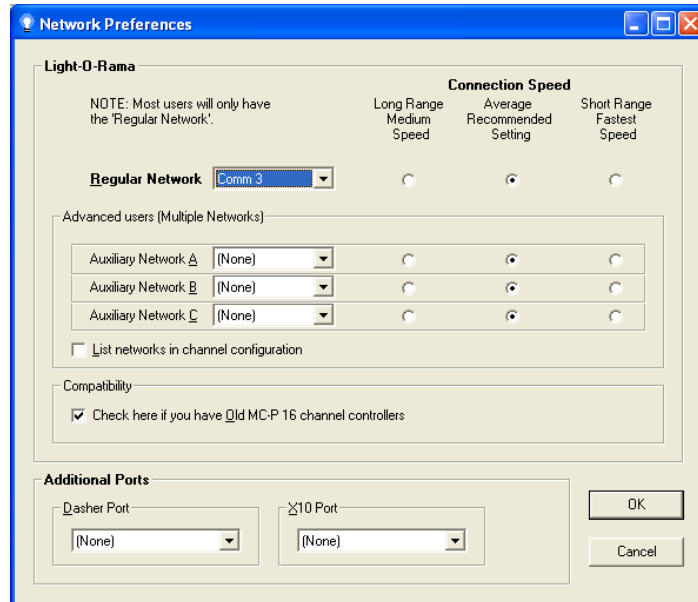 Network Preferences
Light-O-Rama
Connection Speed
NOTE: Most users will only have
the 'Regular Network'.
Long Range
Medium
Speed
Average
Recommended
Setting
Short Range
Fastest
Speed
Regular Network
Comm 3
Advanced users (Multiple Networks)
Auxiliary Network A
(None)
Auxiliary Network B
(None)
Auxiliary Network C
(None)
List networks in channel configuration
Compatibility
Check here if you have Old MC-P 16 channel controllers
Additional Ports
Dasher Port
(None)
X10 Port
(None)
OK
Cancel